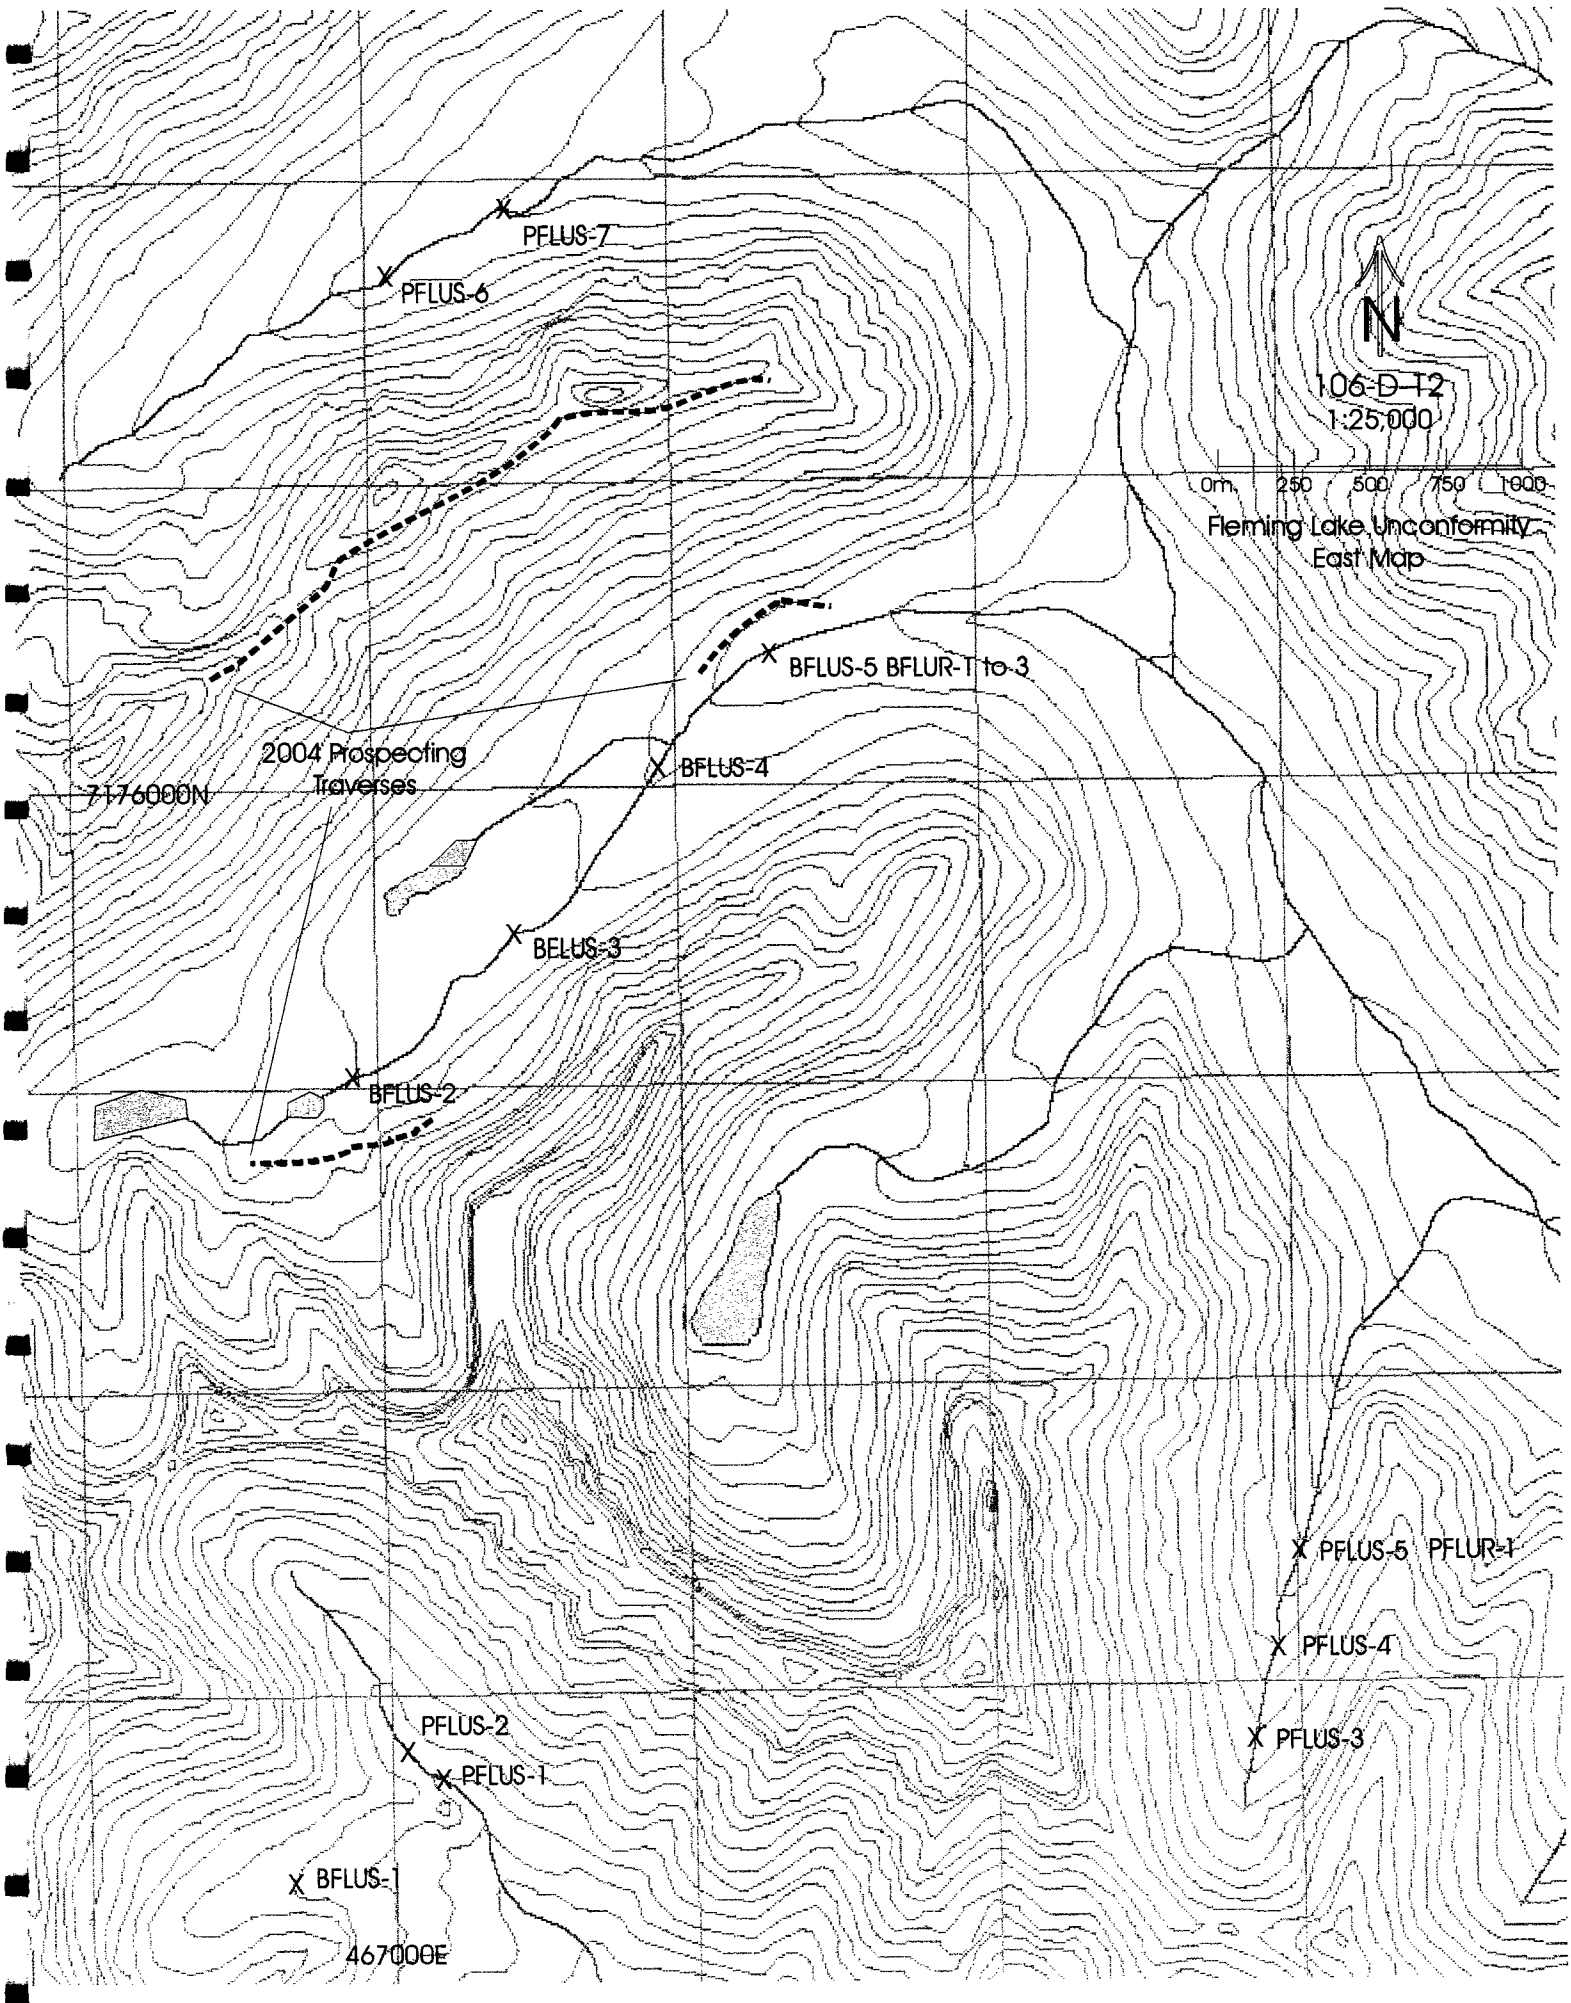 PFLUS-7
PFLUS-6
N
106-D-12
1:25,000
0m 250 500 750 1000
Fleming Lake Unconformity
East Map
BFLUS-5 BFLUR-1 to 3
2004 Prospecting
Traverses
BFLUS-4
7176000N
BFLUS-3
BFLUS-2
PFLUS-5 PFLUR-1
PFLUS-4
PFLUS-2
PFLUS-3
PFLUS-1
BFLUS-1
467000E